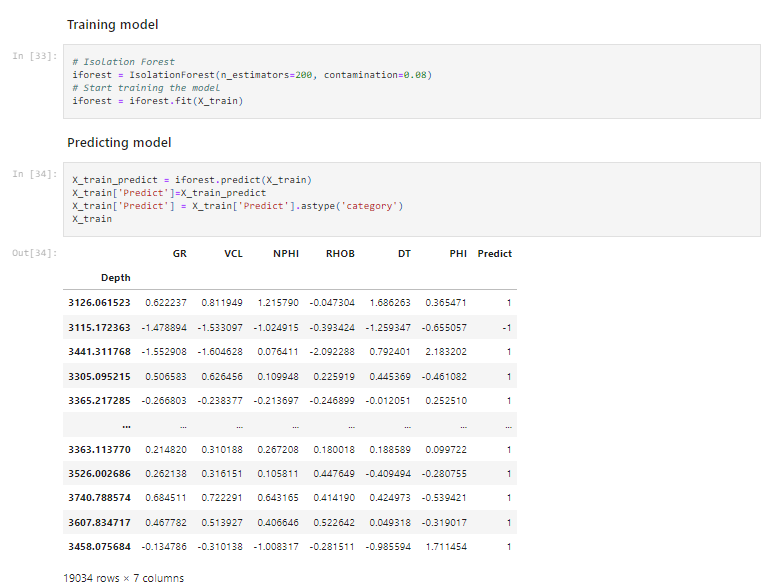 Training model
In [33]:
# Isolation Forest
iforest = IsolationForest(n_estimators=200, contamination=0.08)
# Start training the model
iforest = iforest.fit(X_train)
Predicting model
In [34]:
X_train_predict = iforest.predict(X_train)
X_train['Predict']=X_train_predict
X_train['Predict'] = X_train['Predict'].astype('category')
X_train
Out[34]:
GR VCL NPHI RHOB DT PHI Predict
Depth
3126.061523 0.622237 0.811949 1.215790 -0.047304 1.686263 0.365471 1
3115.172363 -1.478894 -1.533097 -1.024915 -0.393424 -1.259347 -0.655057 -1
3441.311768 -1.552908 -1.604628 0.076411 -2.092288 0.792401 2.183202 1
3305.095215 0.506583 0.626456 0.109948 0.225919 0.445369 -0.461082 1
3365.217285 -0.266803 -0.238377 -0.213697 -0.246899 -0.012051 0.252510 1
... ... ... ... ... ... ... ...
3363.113770 0.214820 0.310188 0.267208 0.180018 0.188589 0.099722 1
3526.002686 0.262138 0.316151 0.105811 0.447649 -0.409494 -0.280755 1
3740.788574 0.684511 0.722291 0.643165 0.414190 0.424973 -0.539421 1
3607.834717 0.467782 0.513927 0.406646 0.522642 0.049318 -0.319017 1
3458.075684 -0.134786 -0.310138 -1.008317 -0.281511 -0.985594 1.711454 1
19034 rows × 7 columns